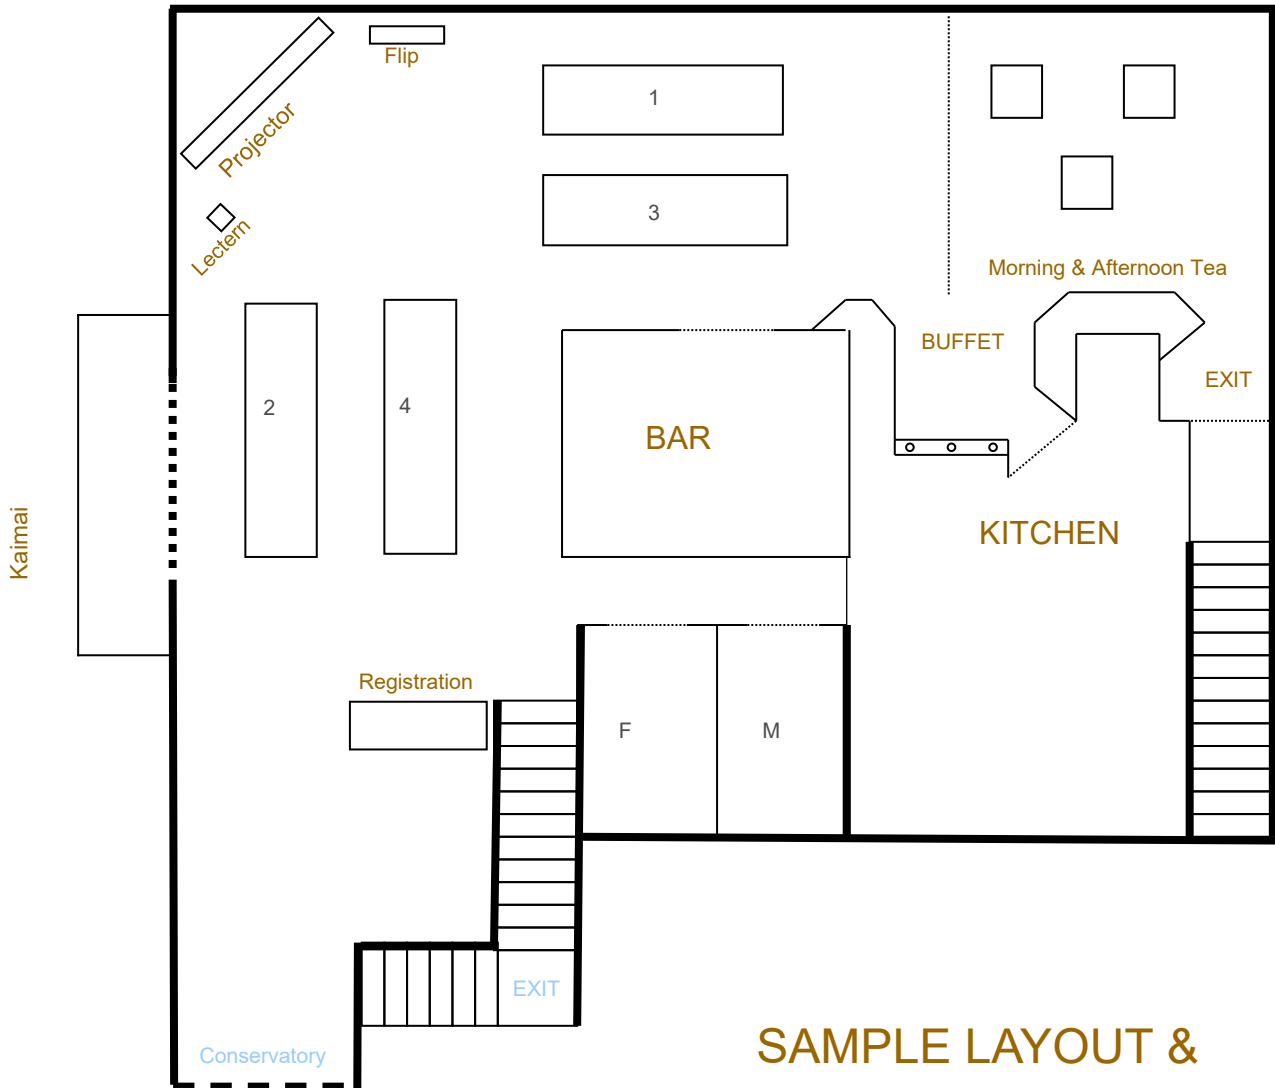 Flip
Projector
1
3
Lectern
Morning & Afternoon Tea
BUFFET
EXIT
2
4
BAR
Kaimai
KITCHEN
Registration
F
M
EXIT
Conservatory
SAMPLE LAYOUT &